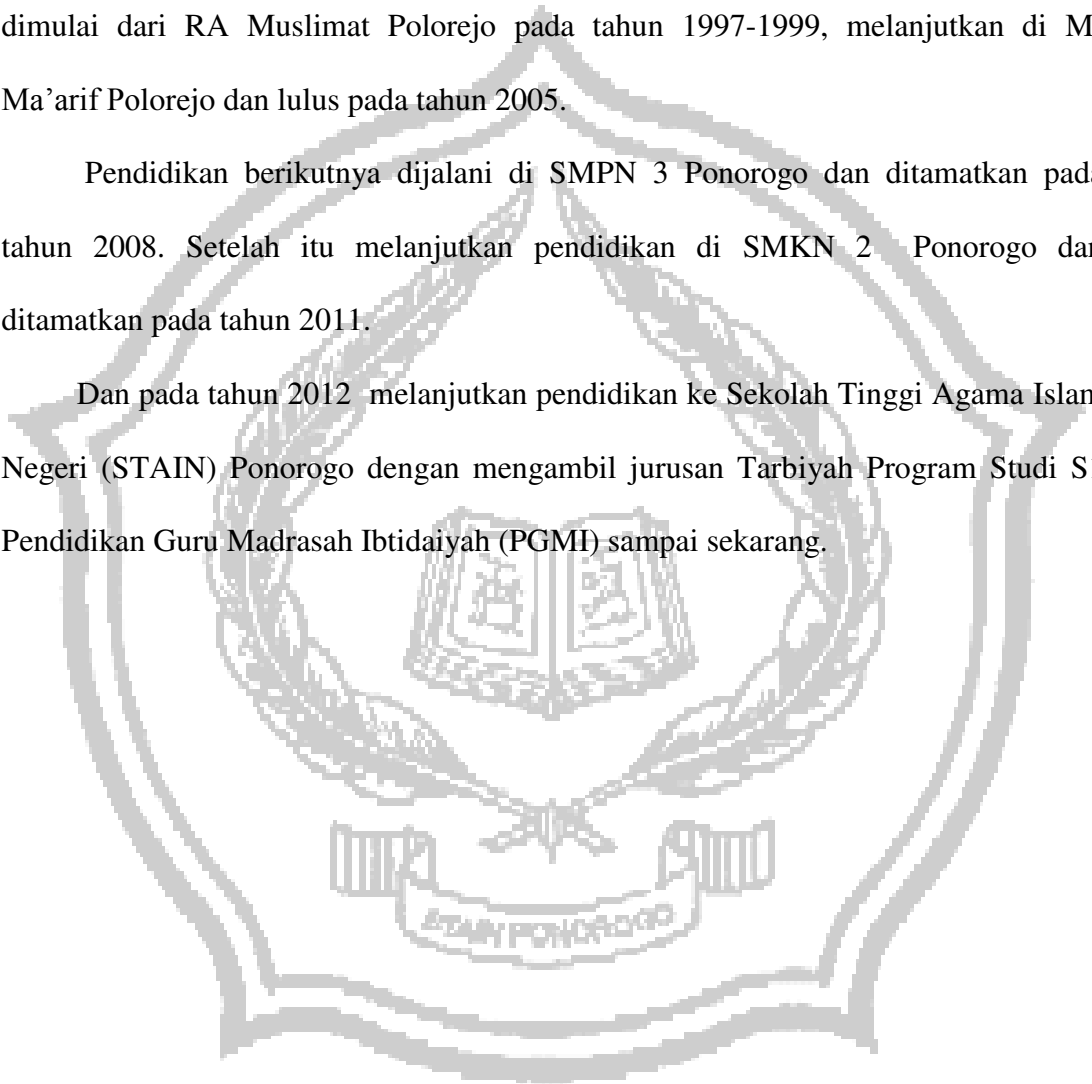 dimulai dari RA Muslimat Polorejo pada tahun 1997-1999, melanjutkan di M
Ma’arif Polorejo dan lulus pada tahun 2005.
Pendidikan berikutnya dijalani di SMPN 3 Ponorogo dan ditamatkan pada
tahun 2008. Setelah itu melanjutkan pendidikan di SMKN 2 Ponorogo dan
ditamatkan pada tahun 2011.
Dan pada tahun 2012 melanjutkan pendidikan ke Sekolah Tinggi Agama Islam
Negeri (STAIN) Ponorogo dengan mengambil jurusan Tarbiyah Program Studi S
Pendidikan Guru Madrasah Ibtidaiyah (PGMI) sampai sekarang.
STAIN PONOROGO